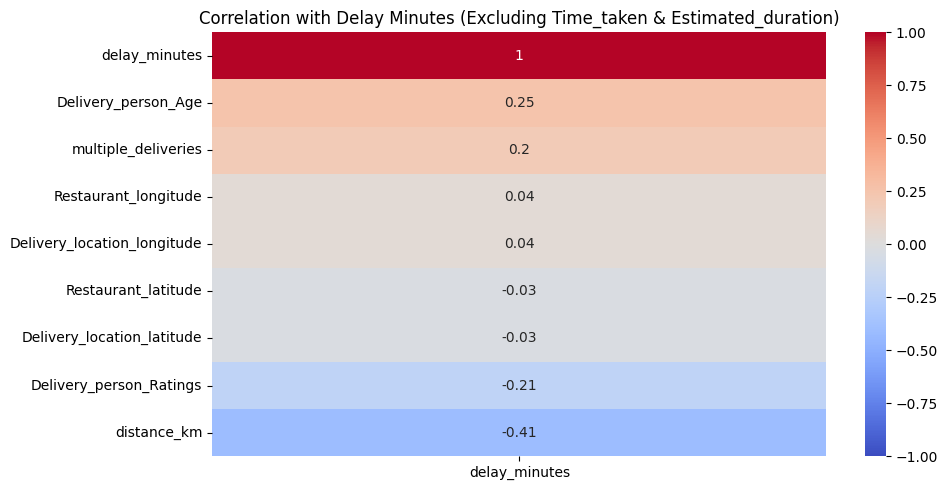 Correlation with Delay Minutes (Excluding Time_taken & Estimated_duration)
delay_minutes
1
Delivery_person_Age
0.25
multiple_deliveries
0.2
Restaurant_longitude
0.04
Delivery_location_longitude
0.04
Restaurant_latitude
-0.03
Delivery_location_latitude
-0.03
Delivery_person_Ratings
-0.21
distance_km
-0.41
delay_minutes
1.00
0.75
0.50
0.25
0.00
−0.25
−0.50
−0.75
−1.00